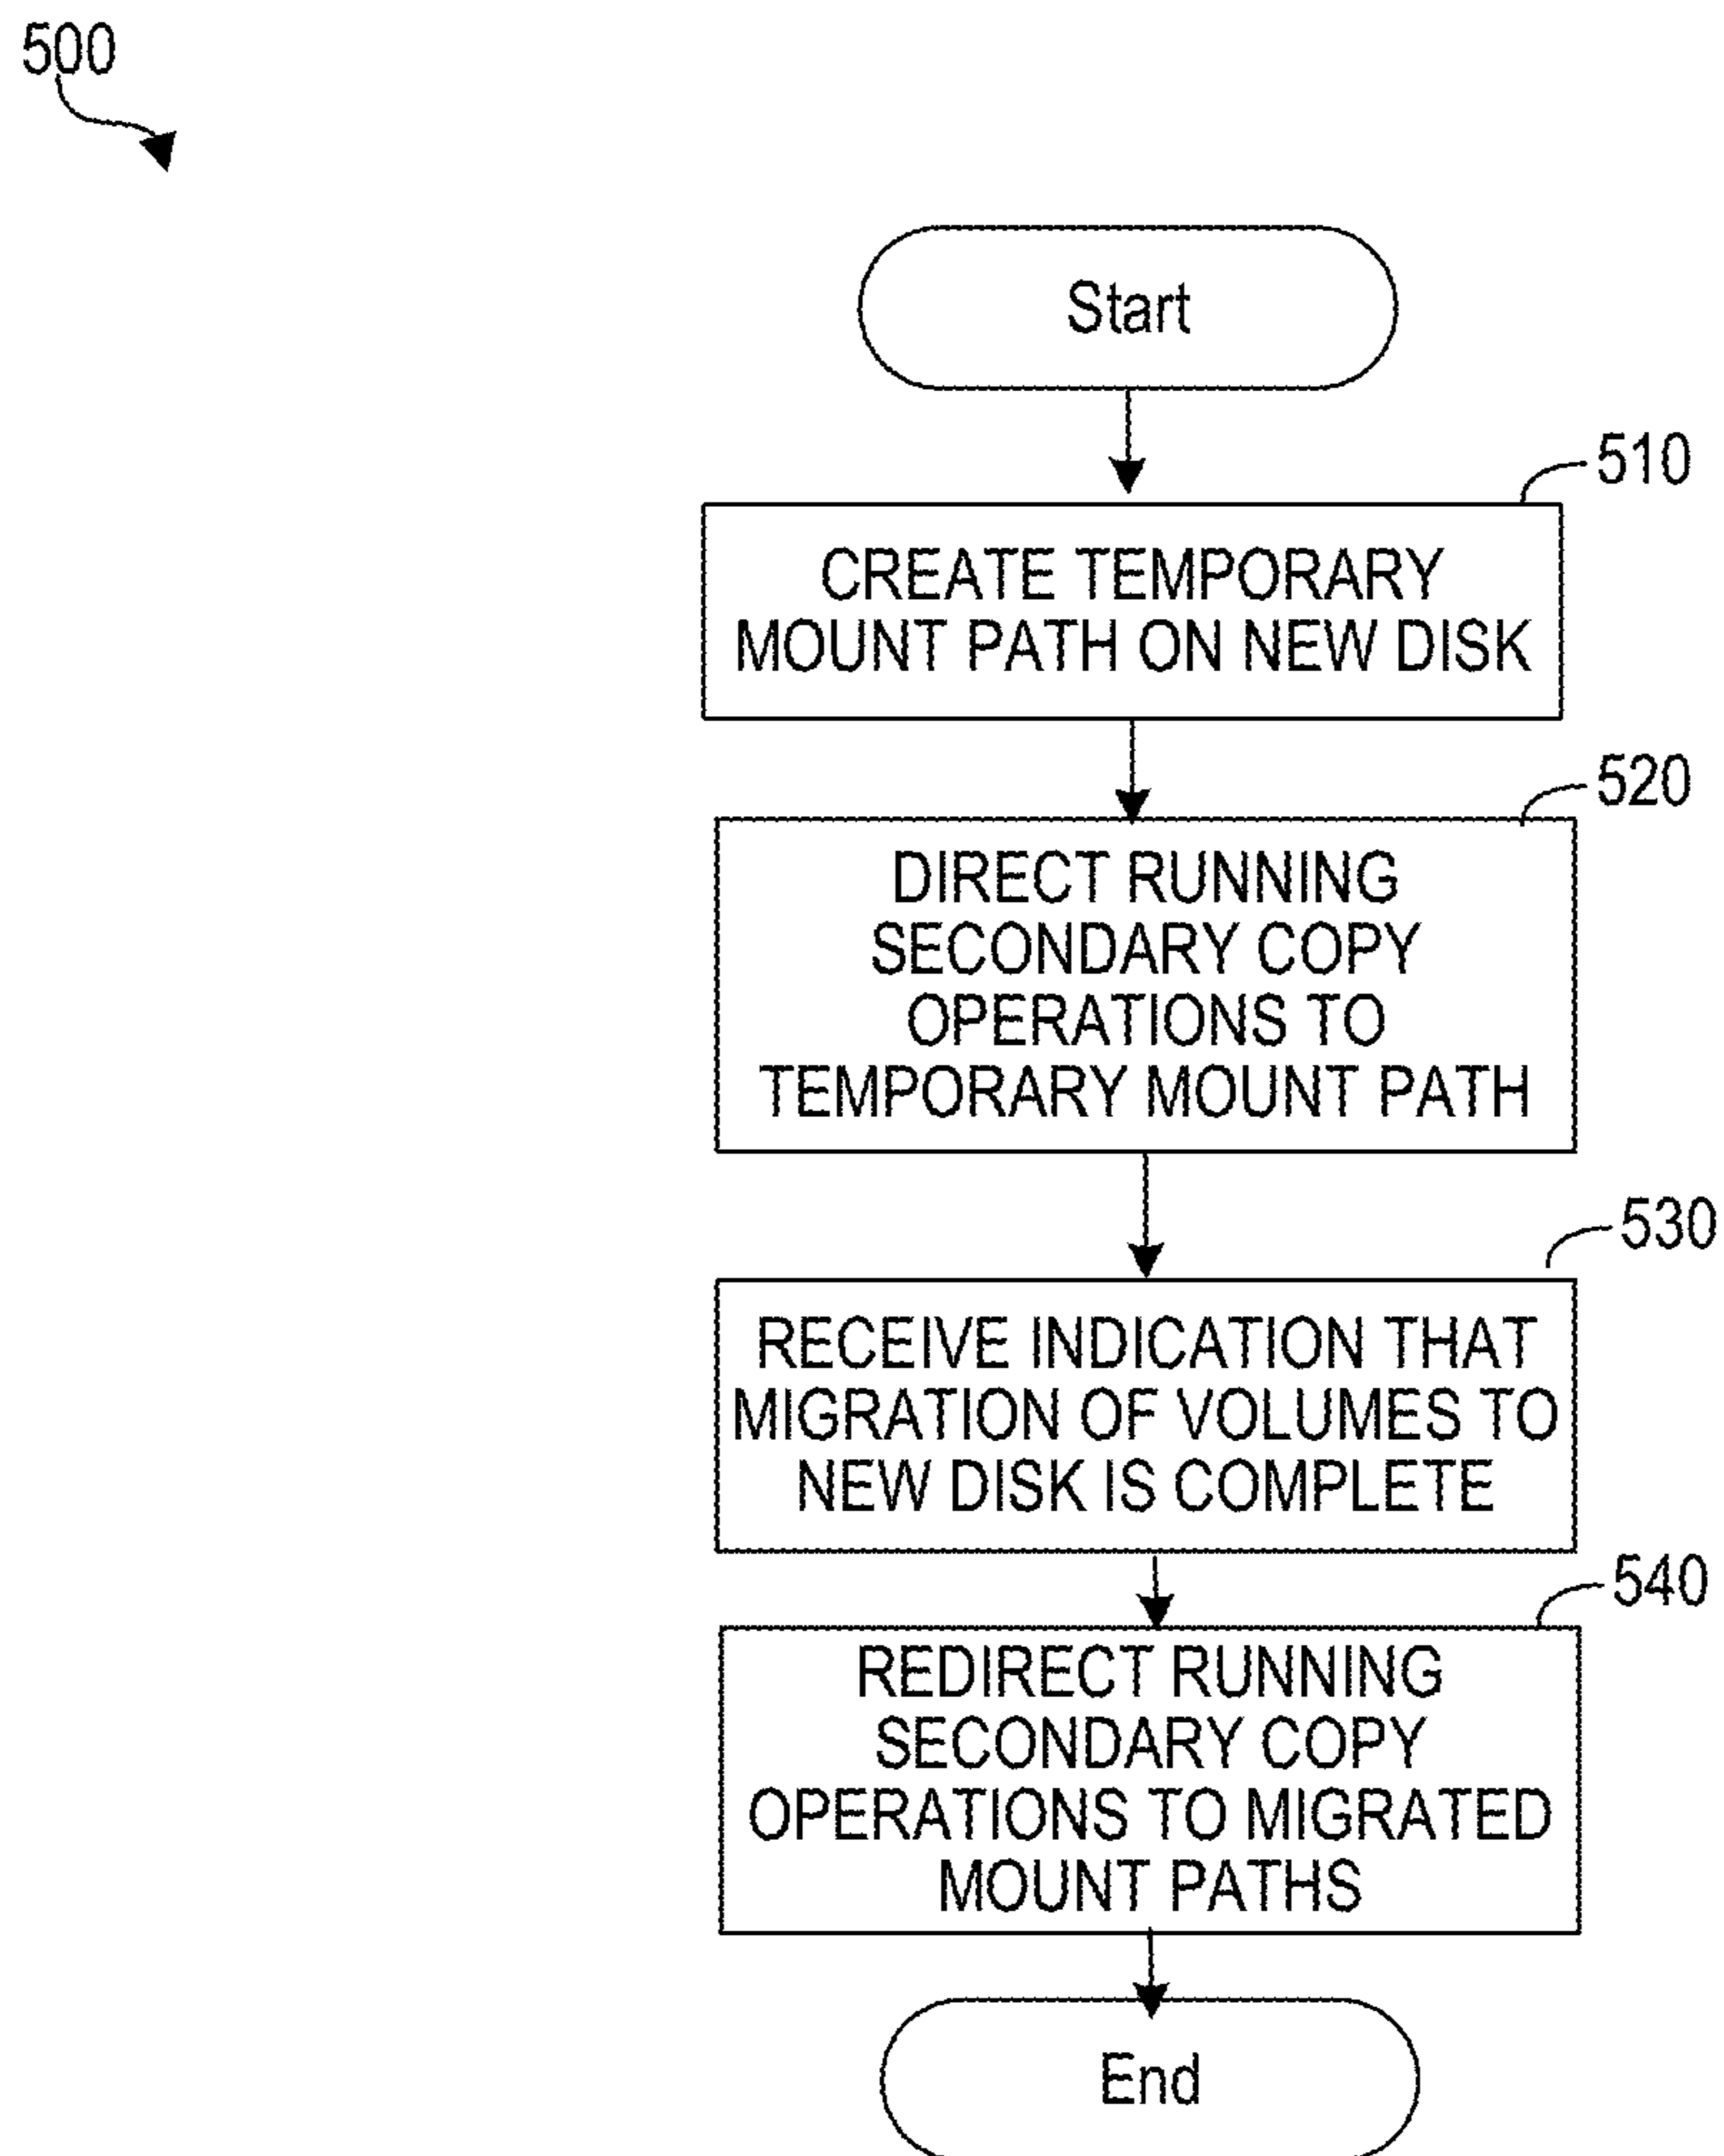 500
Start
510
CREATE TEMPORARY
MOUNT PATH ON NEW DISK
520
DIRECT RUNNING
SECONDARY COPY
OPERATIONS TO
TEMPORARY MOUNT PATH
530
RECEIVE INDICATION THAT
MIGRATION OF VOLUMES TO
NEW DISK IS COMPLETE
540
REDIRECT RUNNING
SECONDARY COPY
OPERATIONS TO MIGRATED
MOUNT PATHS
End